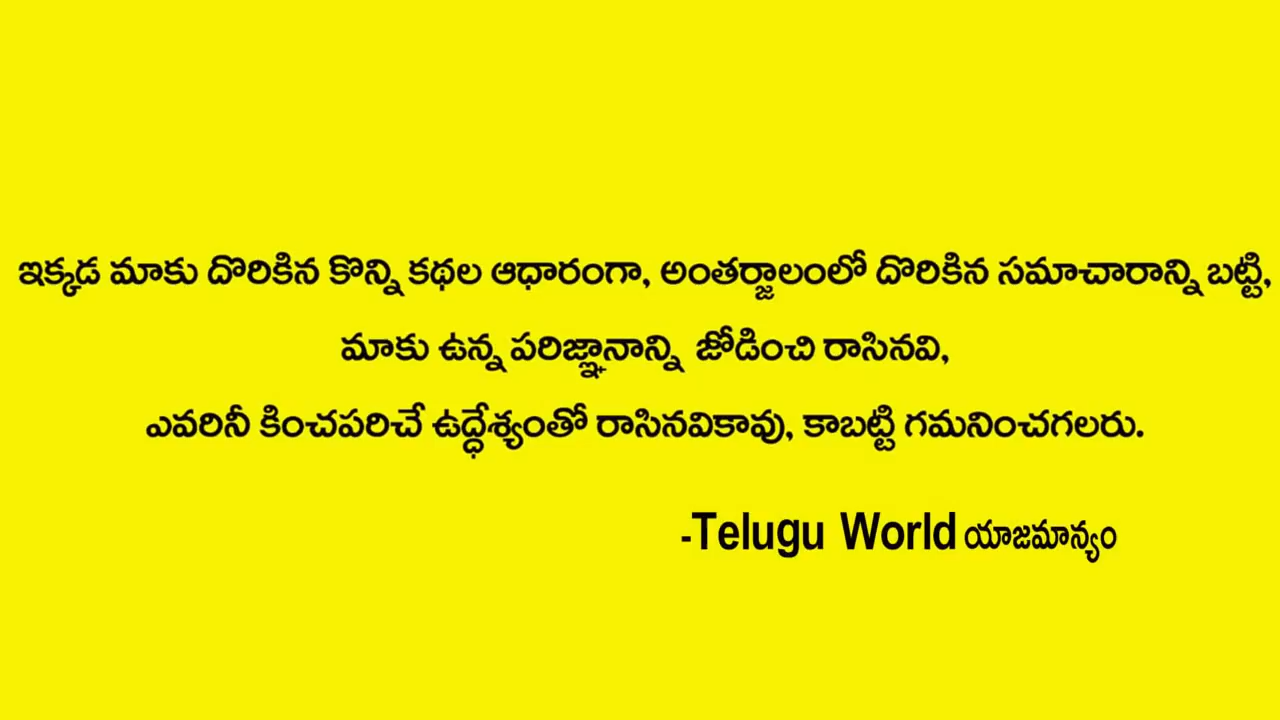 ఇక్కడ మాకు దొరికిన కొన్ని కథల ఆధారంగా, అంతర్జాలంలో దొరికిన సమాచారాన్ని బట్టి,
మాకు ఉన్న పరిజ్ఞానాన్ని జోడించి రాసినవి,
ఎవరినీ కించపరిచే ఉద్ధేశ్యంతో రాసినవికావు, కాబట్టి గమనించగలరు.
-Telugu World యాజమాన్యం